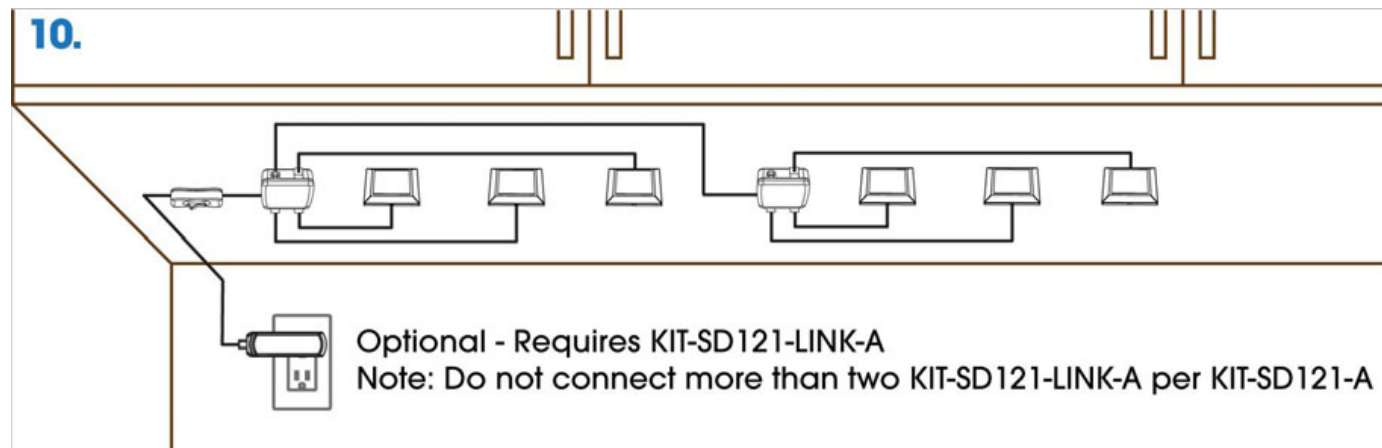 10.
Optional - Requires KIT-SD121-LINK-A
Note: Do not connect more than two KIT-SD121-LINK-A per KIT-SD121-A